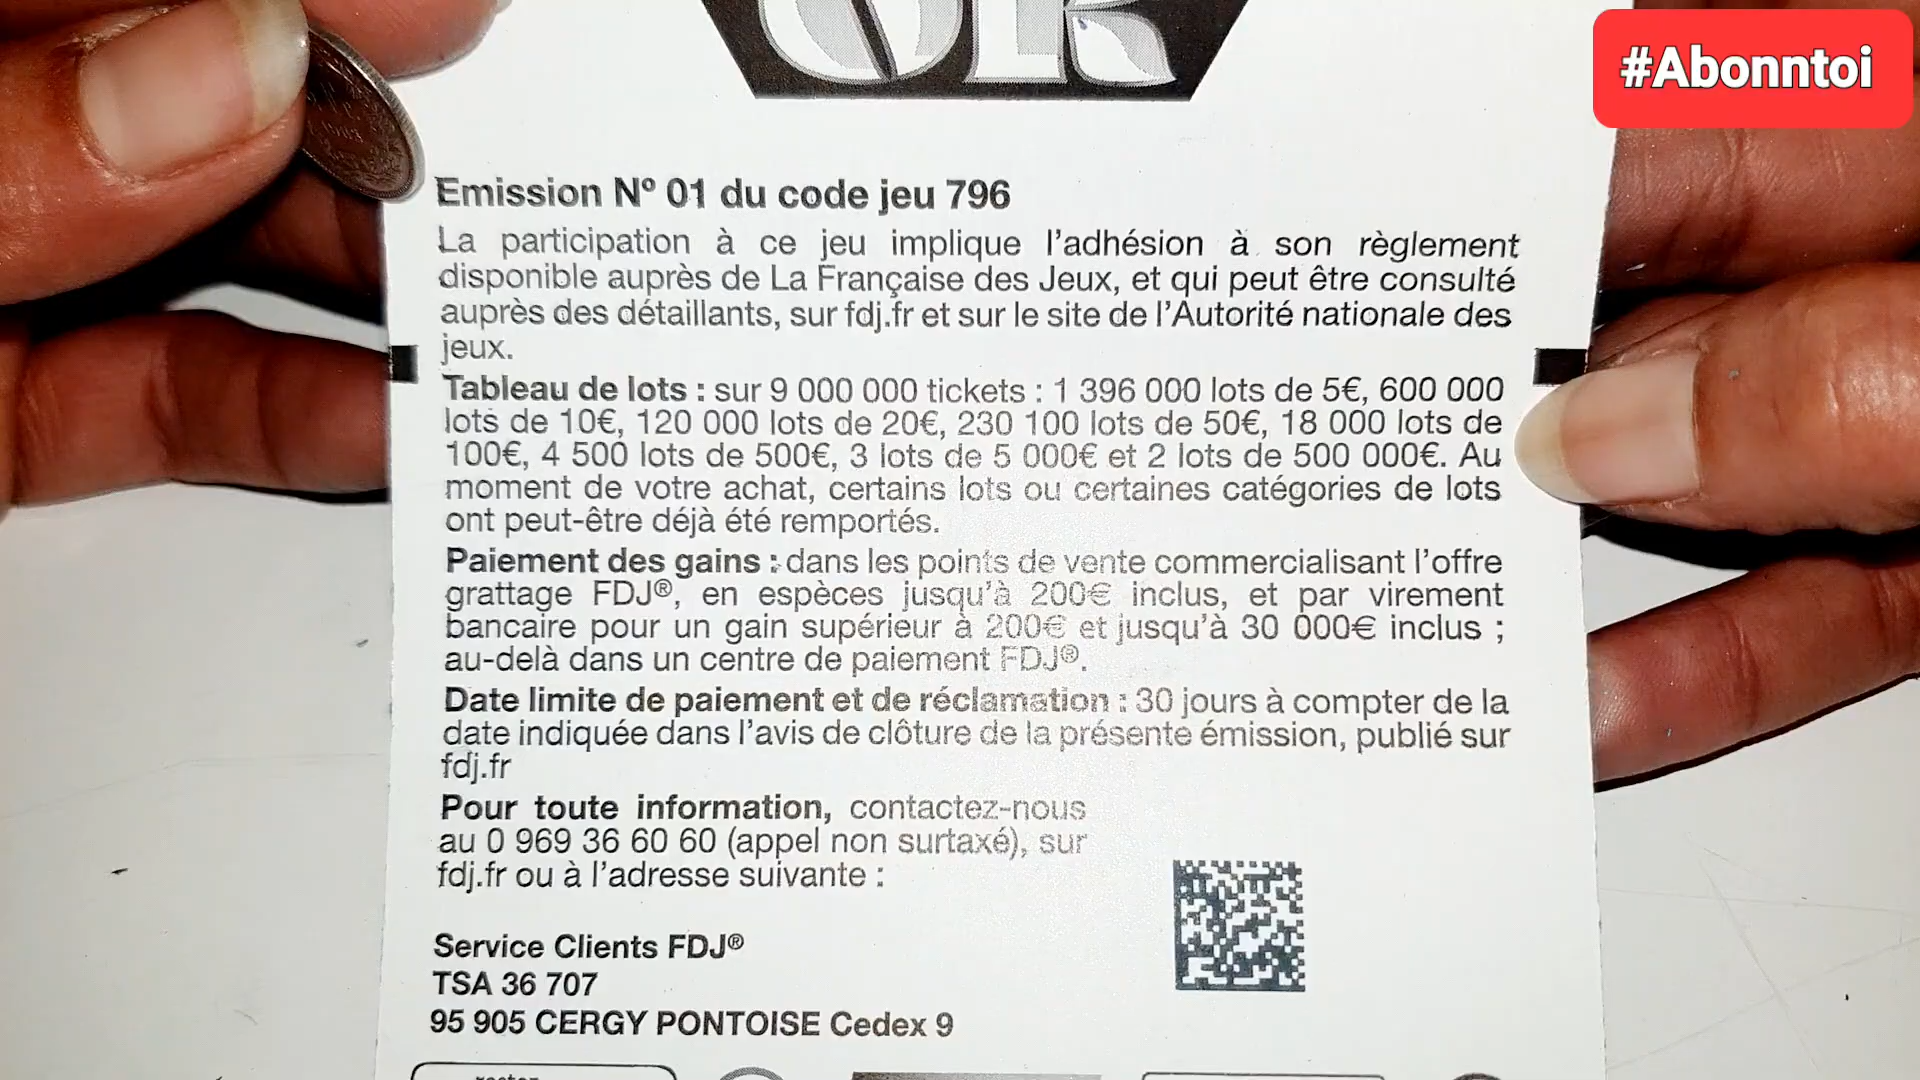 OR
#Abonntoi
Emission N° 01 du code jeu 796
La participation à ce jeu implique l'adhésion à son règlement
disponible auprès de La Française des Jeux, et qui peut être consulté
auprès des détaillants, sur fdj.fr et sur le site de l'Autorité nationale des
jeux.
Tableau de lots : sur 9 000 000 tickets : 1 396 000 lots de 5€, 600 000
lots de 10€, 120 000 lots de 20€, 230 100 lots de 50€, 18 000 lots de
100€, 4 500 lots de 500€, 3 lots de 5 000€ et 2 lots de 500 000€. Au
moment de votre achat, certains lots ou certaines catégories de lots
ont peut-être déjà été remportés.
Paiement des gains : dans les points de vente commercialisant l'offre
grattage FDJ®, en espèces jusqu'à 200€ inclus, et par virement
bancaire pour un gain supérieur à 200€ et jusqu'à 30 000€ inclus ;
au-delà dans un centre de paiement FDJ®.
Date limite de paiement et de réclamation : 30 jours à compter de la
date indiquée dans l'avis de clôture de la présente émission, publié sur
fdj.fr
Pour toute information, contactez-nous
au 0 969 36 60 60 (appel non surtaxé), sur
fdj.fr ou à l'adresse suivante :
Service Clients FDJ®
TSA 36 707
95 905 CERGY PONTOISE Cedex 9